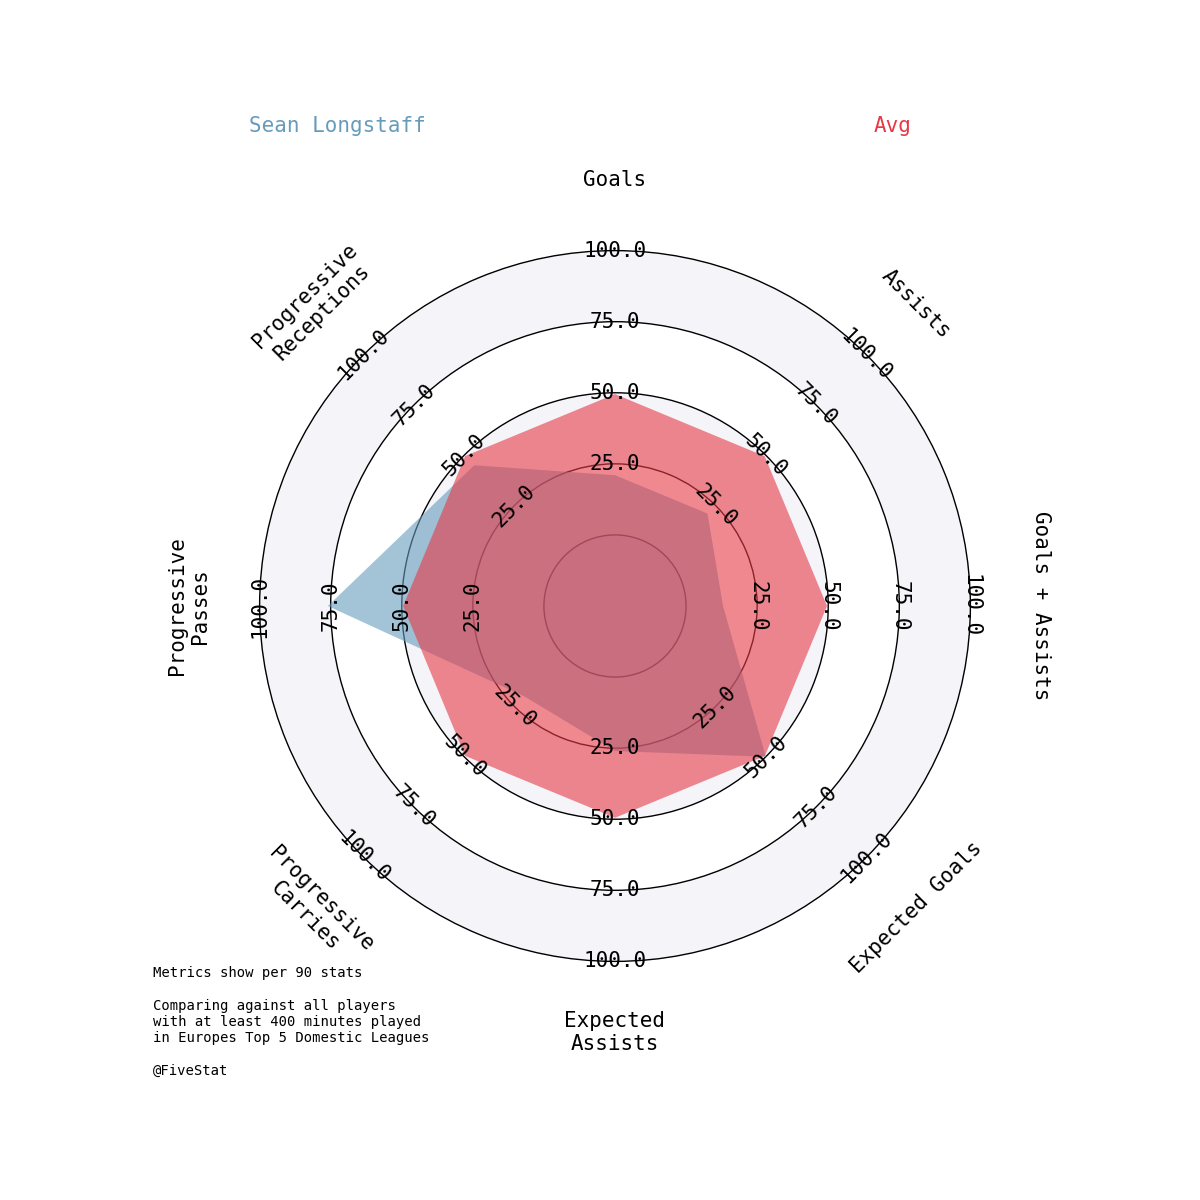 Sean Longstaff
Avg
Goals
Progressive
Receptions
Assists
100.0
100.0
100.0
75.0
75.0
75.0
50.0
50.0
50.0
25.0
25.0
25.0
Progressive
Passes
100.0
75.0
50.0
25.0
25.0
50.0
75.0
100.0
Goals + Assists
25.0
25.0
25.0
50.0
50.0
50.0
75.0
75.0
75.0
100.0
100.0
100.0
Progressive
Carries
Expected Goals
Expected
Assists
Metrics show per 90 stats
Comparing against all players
with at least 400 minutes played
in Europes Top 5 Domestic Leagues
@FiveStat